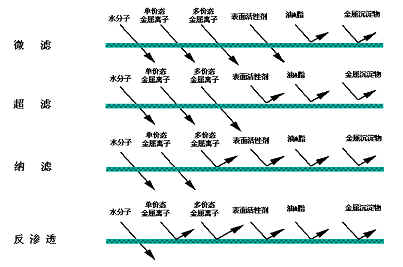 水分子 单价态金属离子 多价态金属离子 表面活性剂 油/脂 金属沉淀物
微 滤
水分子 单价态金属离子 多价态金属离子 表面活性剂 油/脂 金属沉淀物
超 滤
水分子 单价态金属离子 多价态金属离子 表面活性剂 油/脂 金属沉淀物
纳 滤
水分子 单价态金属离子 多价态金属离子 表面活性剂 油/脂 金属沉淀物
反 渗 透